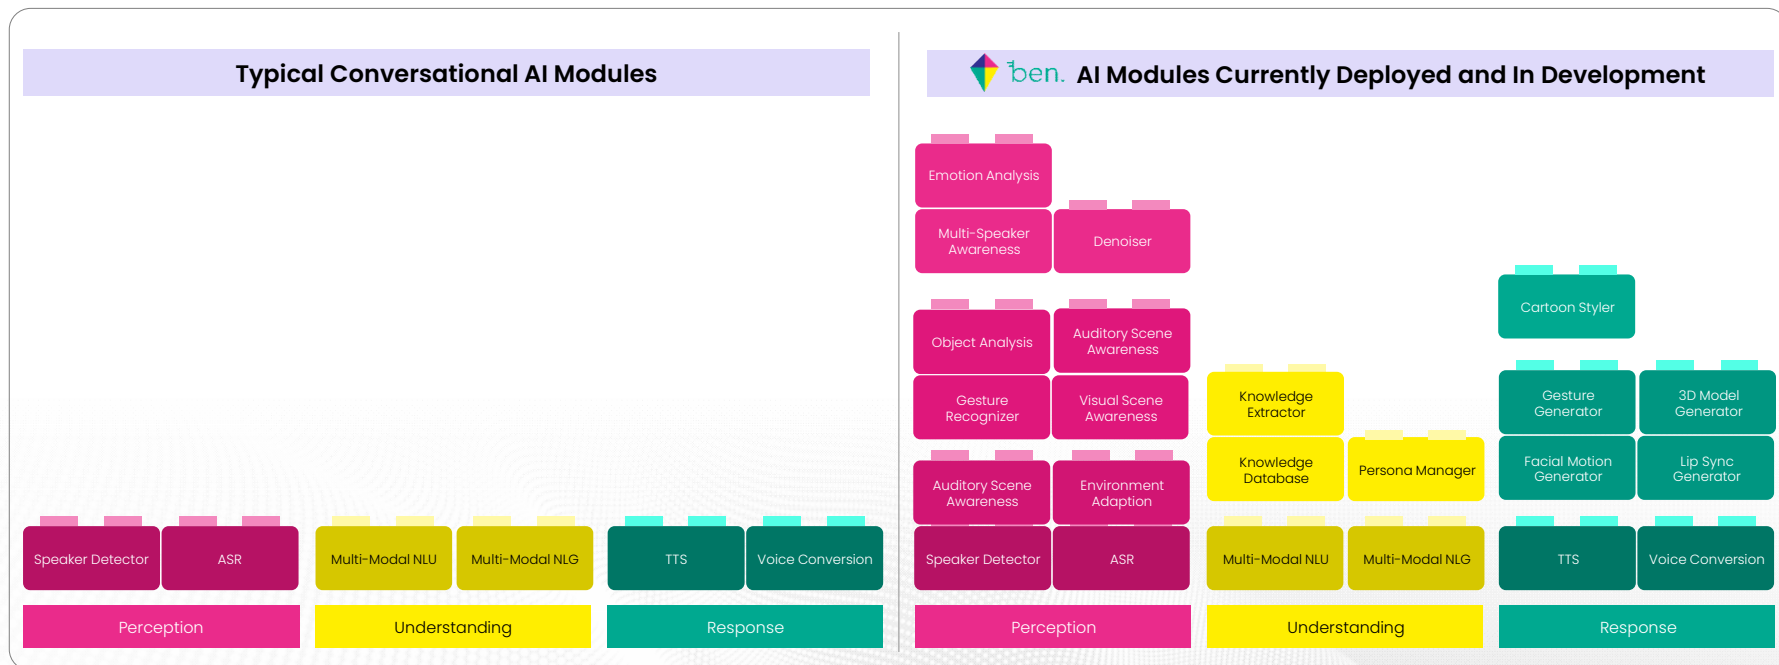 Typical Conversational AI Modules
Speaker Detector
ASR
Multi-Modal NLU
Multi-Modal NLG
TTS
Voice Conversion
Perception
Understanding
Response
ben. AI Modules Currently Deployed and In Development
Emotion Analysis
Multi-Speaker
Awareness
Denoiser
Object Analysis
Auditory Scene
Awareness
Gesture
Recognizer
Visual Scene
Awareness
Auditory Scene
Awareness
Environment
Adaption
Speaker Detector
ASR
Knowledge
Extractor
Knowledge
Database
Persona Manager
Multi-Modal NLU
Multi-Modal NLG
Cartoon Styler
Gesture
Generator
3D Model
Generator
Facial Motion
Generator
Lip Sync
Generator
TTS
Voice Conversion
Perception
Understanding
Response